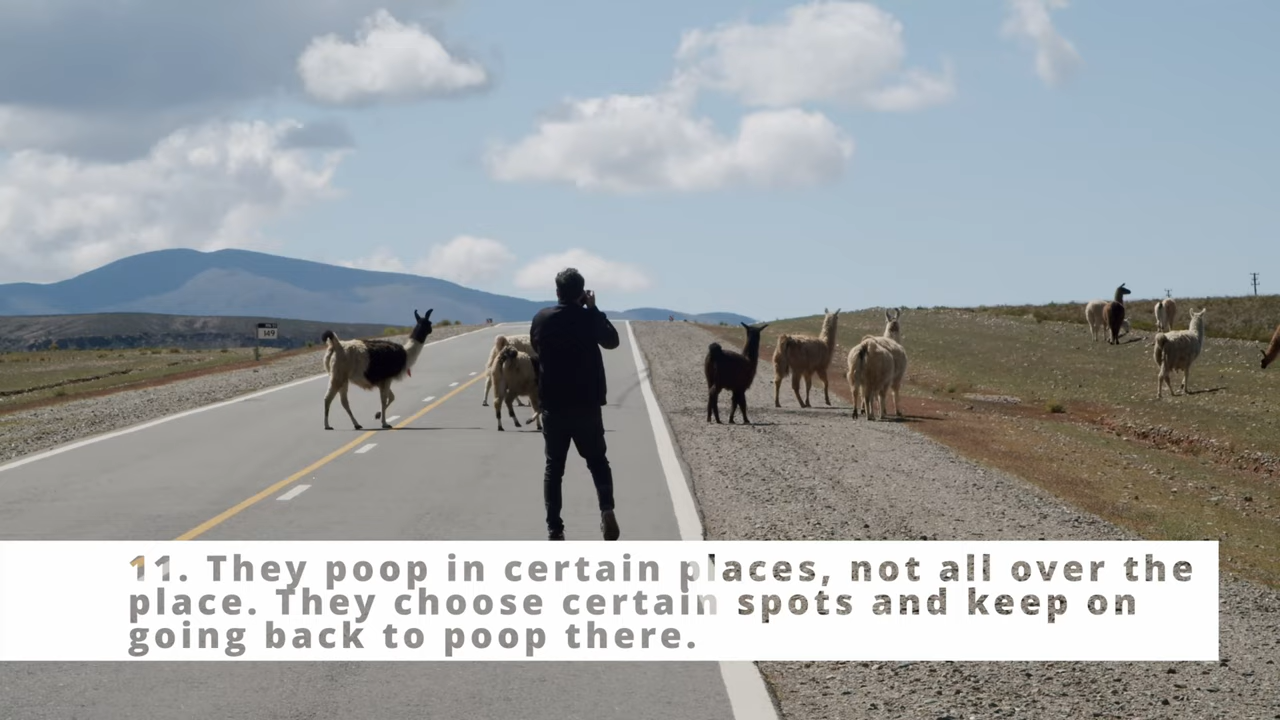 149
11. They poop in certain places, not all over the
place. They choose certain spots and keep on
going back to poop there.